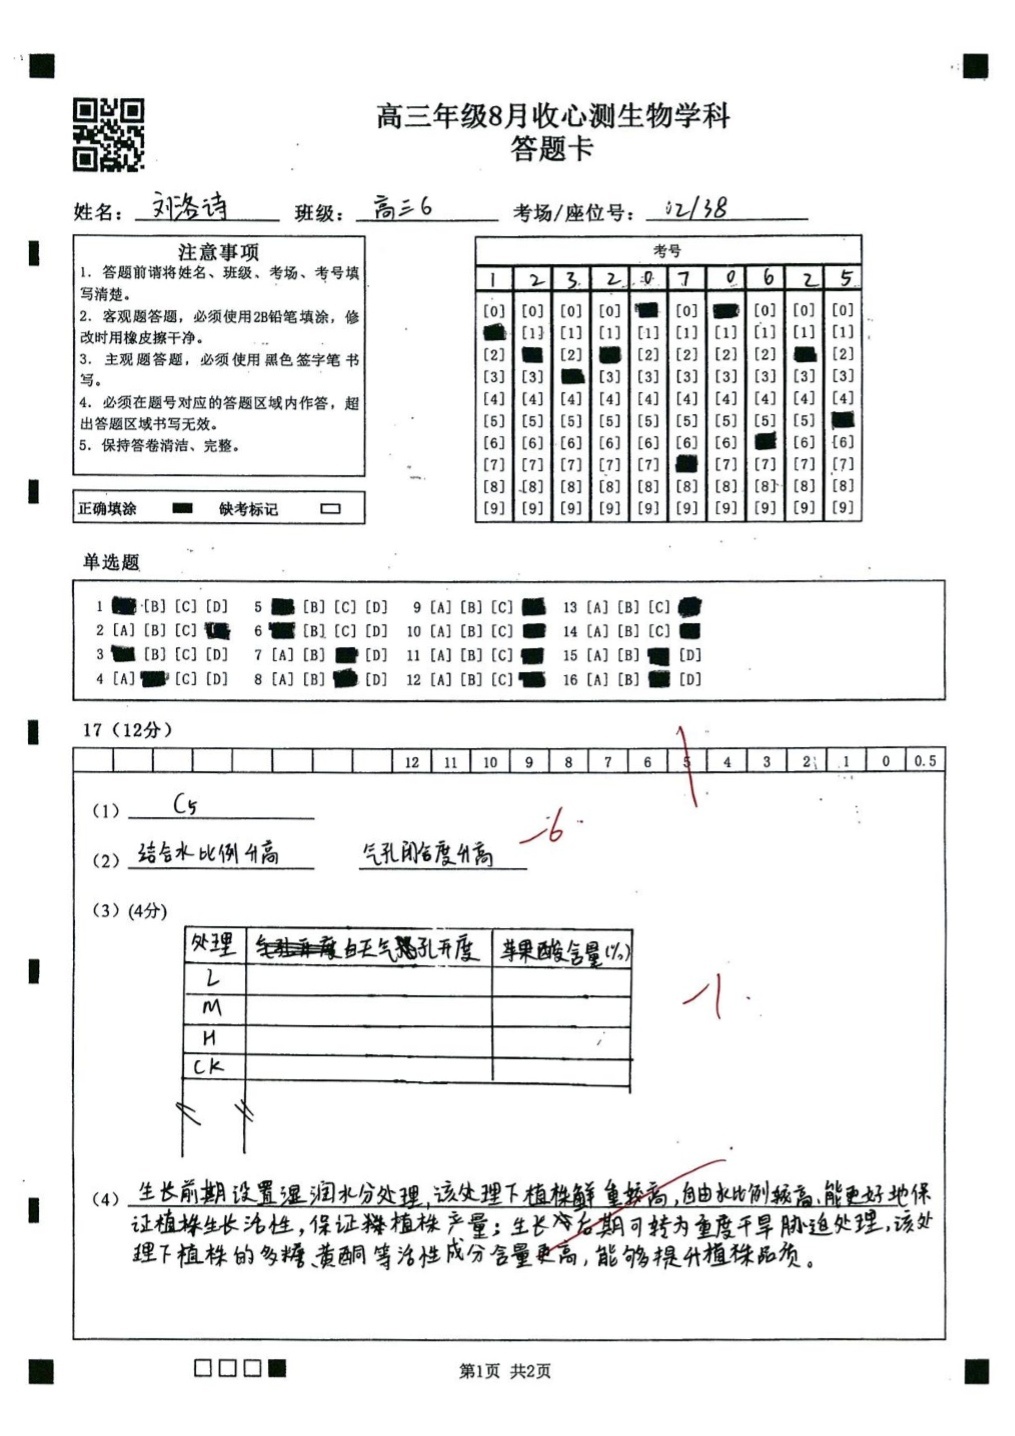 高三年级8月收心测生物学科
答题卡
姓名: 刘洛诗 班级: 高三6 考场/座位号: 02/38
注意事项
1. 答题前请将姓名、班级、考场、考号填
写清楚。
2. 客观题答题,必须使用2B铅笔填涂,修
改时用橡皮擦干净。
3. 主观题答题,必须使用黑色签字笔书
写。
4. 必须在题号对应的答题区域内作答,超
出答题区域书写无效。
5. 保持答卷清洁、完整。
正确填涂 缺考标记
考号
1 2 3 2 0 7 0 6 2 5
[0] [0] [0] [0] [0] [0] [0] [0]
[1] [1] [1] [1] [1] [1] [1] [1] [1]
[2] [2] [2] [2] [2] [2] [2]
[3] [3] [3] [3] [3] [3] [3] [3] [3]
[4] [4] [4] [4] [4] [4] [4] [4] [4] [4]
[5] [5] [5] [5] [5] [5] [5] [5] [5]
[6] [6] [6] [6] [6] [6] [6] [6] [6]
[7] [7] [7] [7] [7] [7] [7] [7] [7]
[8] [8] [8] [8] [8] [8] [8] [8] [8] [8]
[9] [9] [9] [9] [9] [9] [9] [9] [9] [9]
单选题
1 [B] [C] [D] 5 [B] [C] [D] 9 [A] [B] [C] 13 [A] [B] [C]
2 [A] [B] [C] 6 [B] [C] [D] 10 [A] [B] [C] 14 [A] [B] [C]
3 [B] [C] [D] 7 [A] [B] [D] 11 [A] [B] [C] 15 [A] [B] [D]
4 [A] [C] [D] 8 [A] [B] [D] 12 [A] [B] [C] 16 [A] [B] [D]
17(12分)
12 11 10 9 8 7 6 5 4 3 2 1 0 0.5
(1) C5
(2) 结合水比例升高 气孔闭合度升高 -6
(3)(4分)
处理 白天气孔开度 苹果酸含量(%)
L
M
H
CK
-1
(4) 生长前期设置湿润水分处理,该处理下植株鲜重较高,自由水比例较高,能更好地保
证植株生长活性,保证植株产量;生长后期可转为重度干旱胁迫处理,该处
理下植株的多糖、黄酮等活性成分含量更高,能够提升植株品质。
第1页 共2页